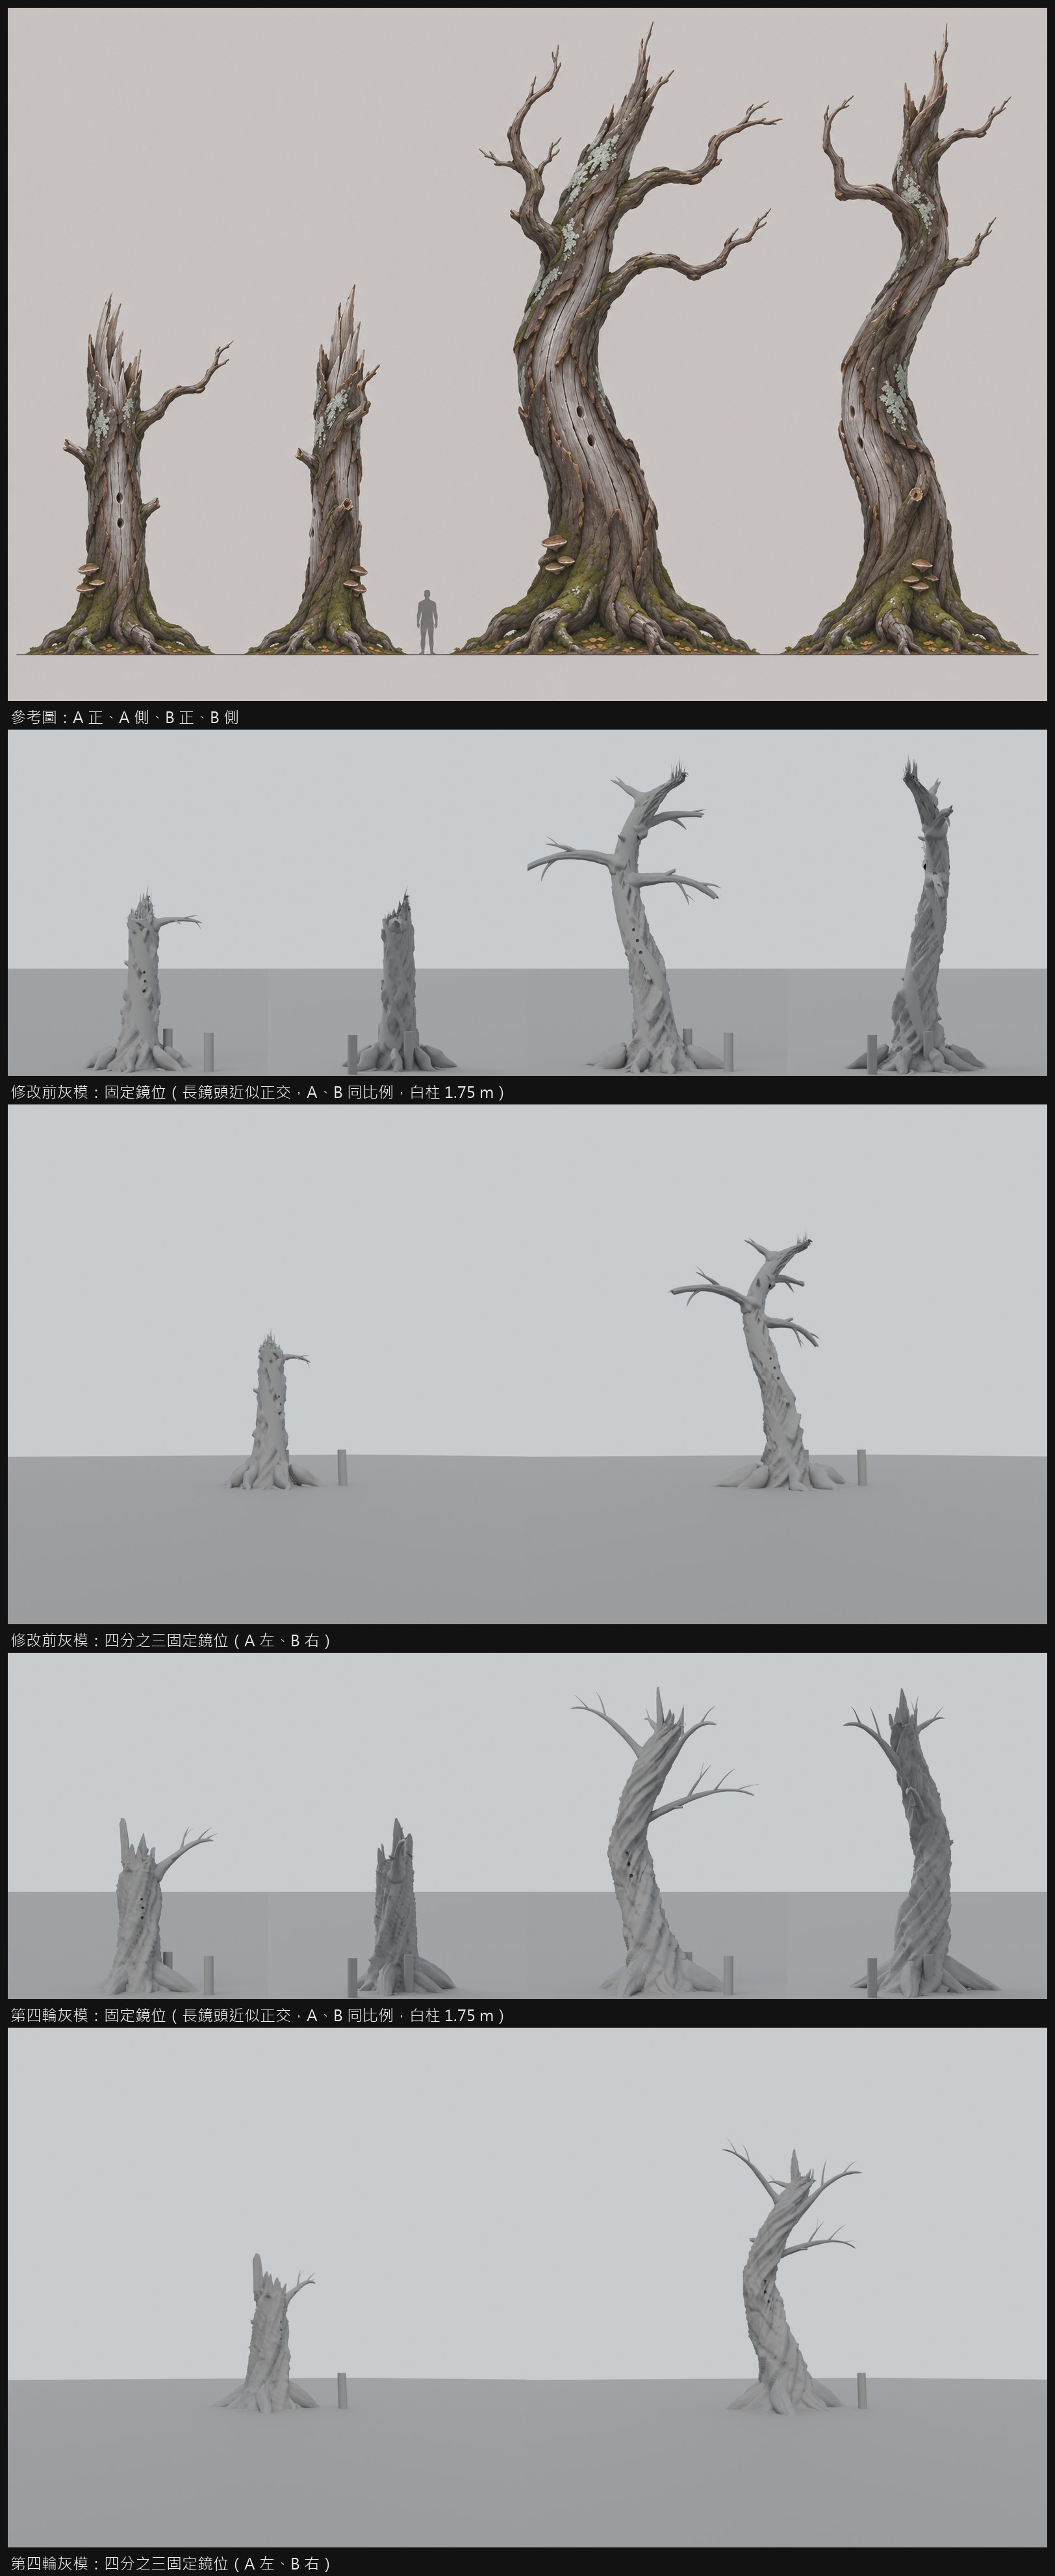 參考圖：A 正、A 側、B 正、B 側
修改前灰模：固定鏡位（長鏡頭近似正交，A、B 同比例，白柱 1.75 m）
修改前灰模：四分之三固定鏡位（A 左、B 右）
第四輪灰模：固定鏡位（長鏡頭近似正交，A、B 同比例，白柱 1.75 m）
第四輪灰模：四分之三固定鏡位（A 左、B 右）